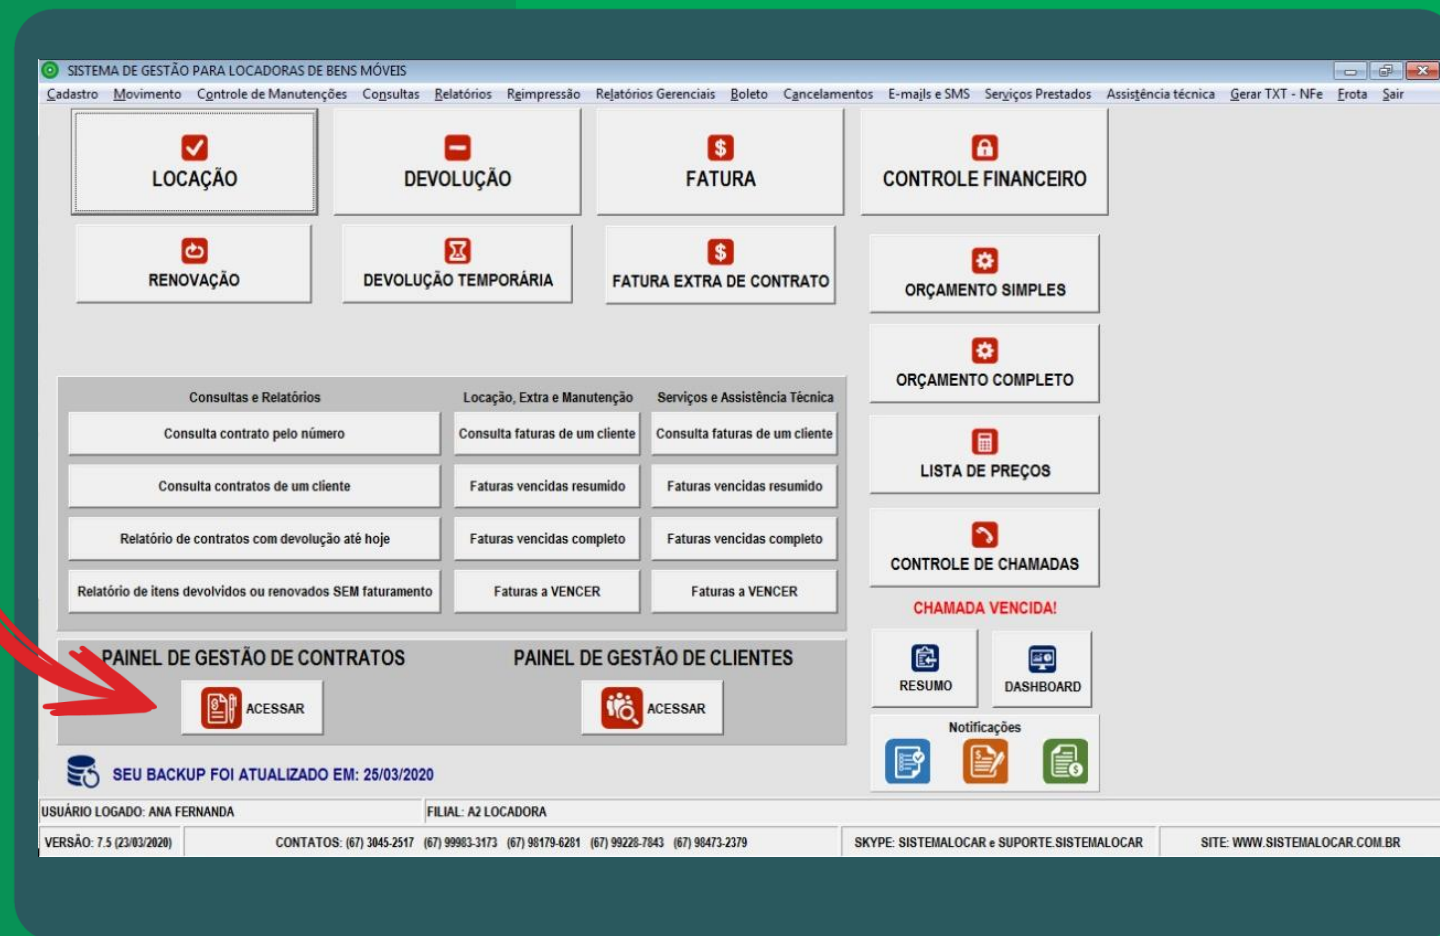 SISTEMA DE GESTÃO PARA LOCADORAS DE BENS MÓVEIS
Cadastro Movimento Controle de Manutenções Consultas Relatórios Reimpressão Relatórios Gerenciais Boleto Cancelamentos E-mails e SMS Serviços Prestados Assistência técnica Gerar TXT - NFe Frota Sair
LOCAÇÃO
DEVOLUÇÃO
FATURA
CONTROLE FINANCEIRO
RENOVAÇÃO
DEVOLUÇÃO TEMPORÁRIA
FATURA EXTRA DE CONTRATO
ORÇAMENTO SIMPLES
ORÇAMENTO COMPLETO
LISTA DE PREÇOS
CONTROLE DE CHAMADAS
CHAMADA VENCIDA!
Consultas e Relatórios
Consulta contrato pelo número
Consulta contratos de um cliente
Relatório de contratos com devolução até hoje
Relatório de itens devolvidos ou renovados SEM faturamento
Locação, Extra e Manutenção
Consulta faturas de um cliente
Faturas vencidas resumido
Faturas vencidas completo
Faturas a VENCER
Serviços e Assistência Técnica
Consulta faturas de um cliente
Faturas vencidas resumido
Faturas vencidas completo
Faturas a VENCER
PAINEL DE GESTÃO DE CONTRATOS
ACESSAR
PAINEL DE GESTÃO DE CLIENTES
ACESSAR
RESUMO
DASHBOARD
Notificações
SEU BACKUP FOI ATUALIZADO EM: 25/03/2020
USUÁRIO LOGADO: ANA FERNANDA
FILIAL: A2 LOCADORA
VERSÃO: 7.5 (23/03/2020)
CONTATOS: (67) 3045-2517 (67) 99983-3173 (67) 98179-6281 (67) 99228-7843 (67) 98473-2379
SKYPE: SISTEMALOCAR e SUPORTE.SISTEMALOCAR
SITE: WWW.SISTEMALOCAR.COM.BR